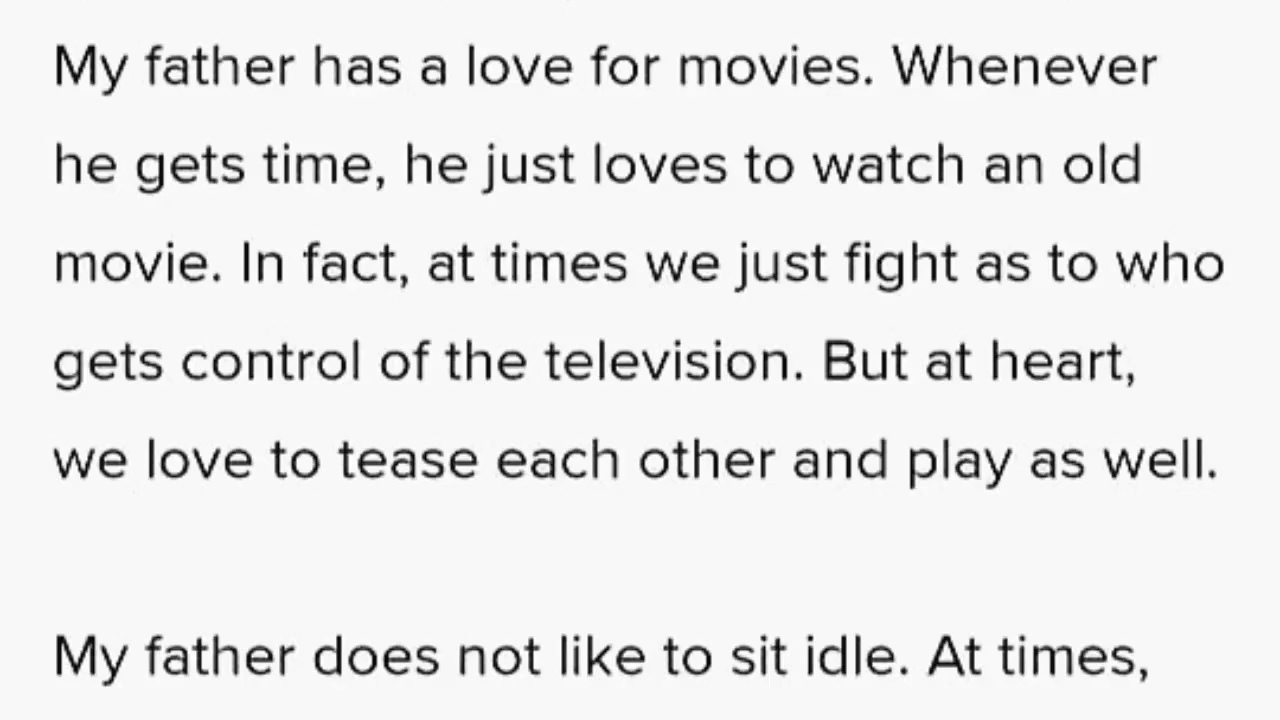 My father has a love for movies. Whenever
he gets time, he just loves to watch an old
movie. In fact, at times we just fight as to who
gets control of the television. But at heart,
we love to tease each other and play as well.
My father does not like to sit idle. At times,